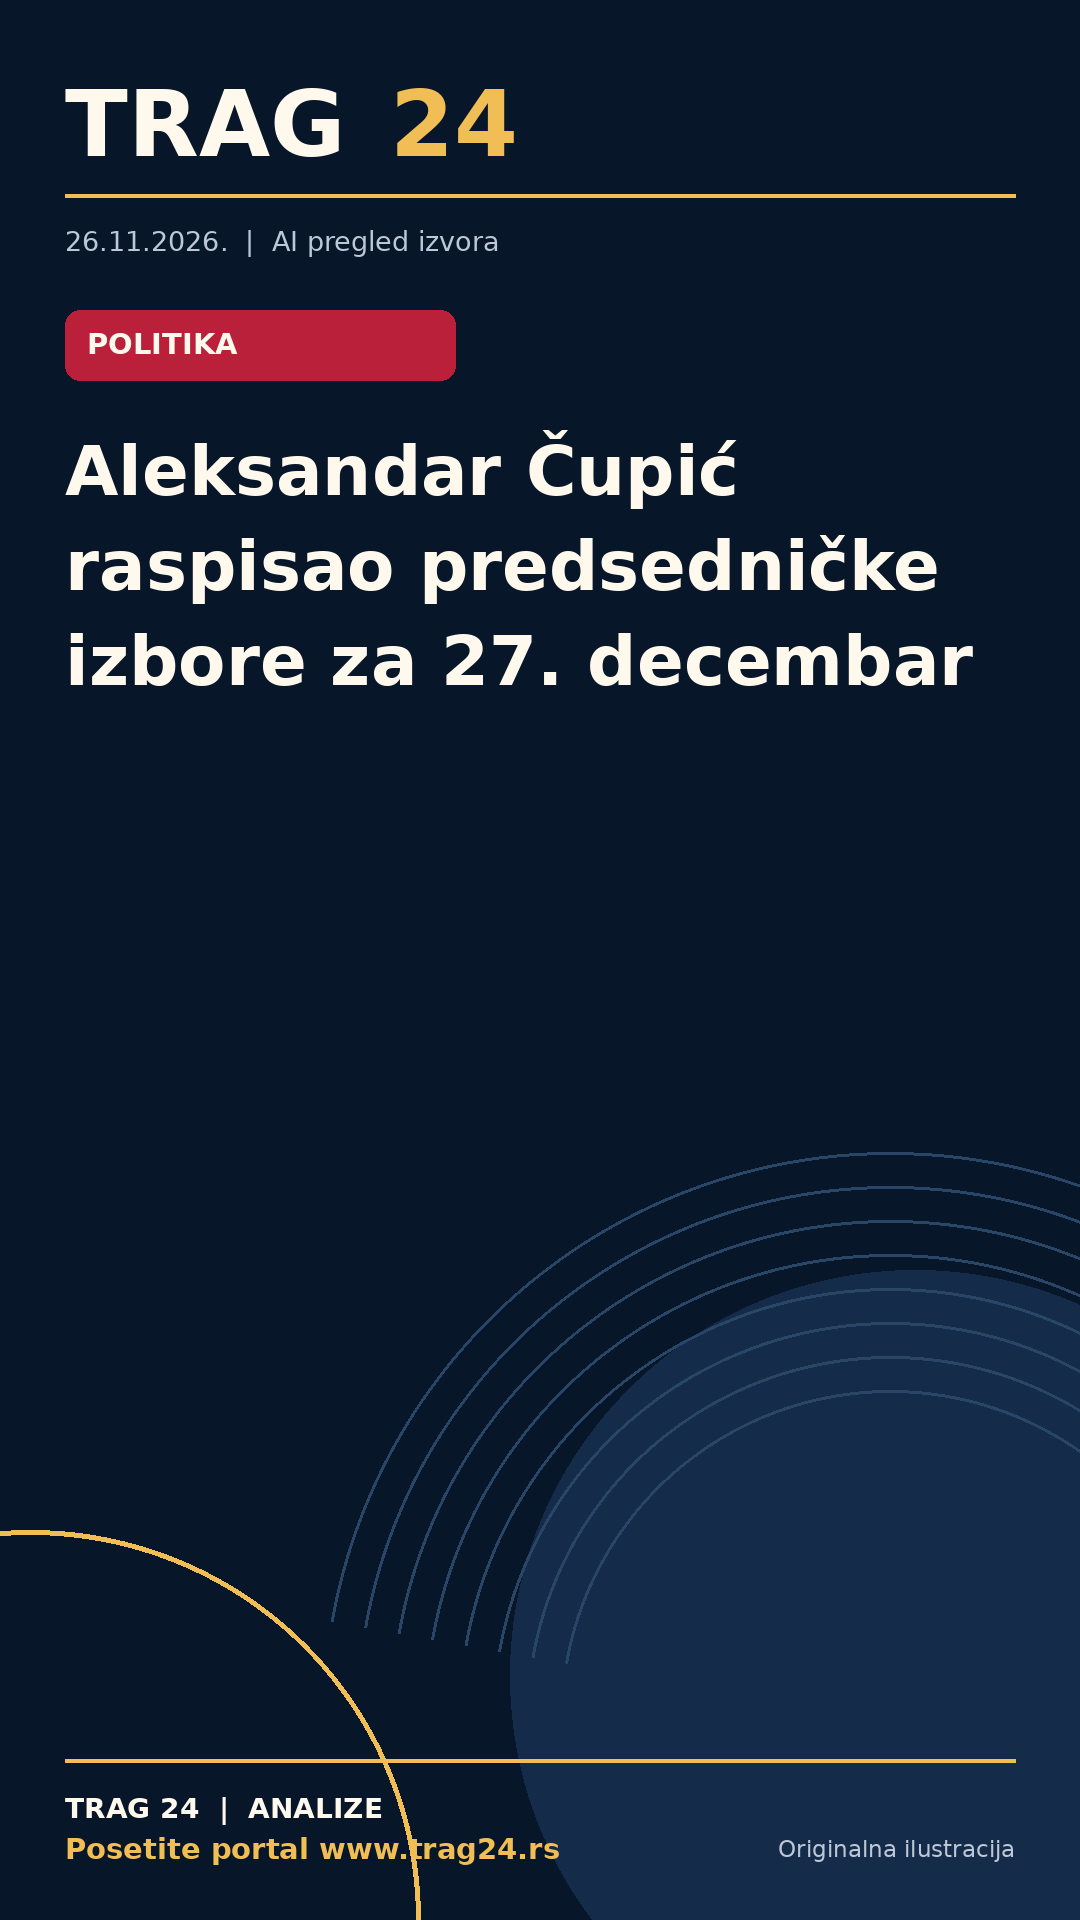 TRAG 24
26.11.2026. | AI pregled izvora
POLITIKA
Aleksandar Čupić
raspisao predsedničke
izbore za 27. decembar
TRAG 24 | ANALIZE
Posetite portal www.trag24.rs
Originalna ilustracija